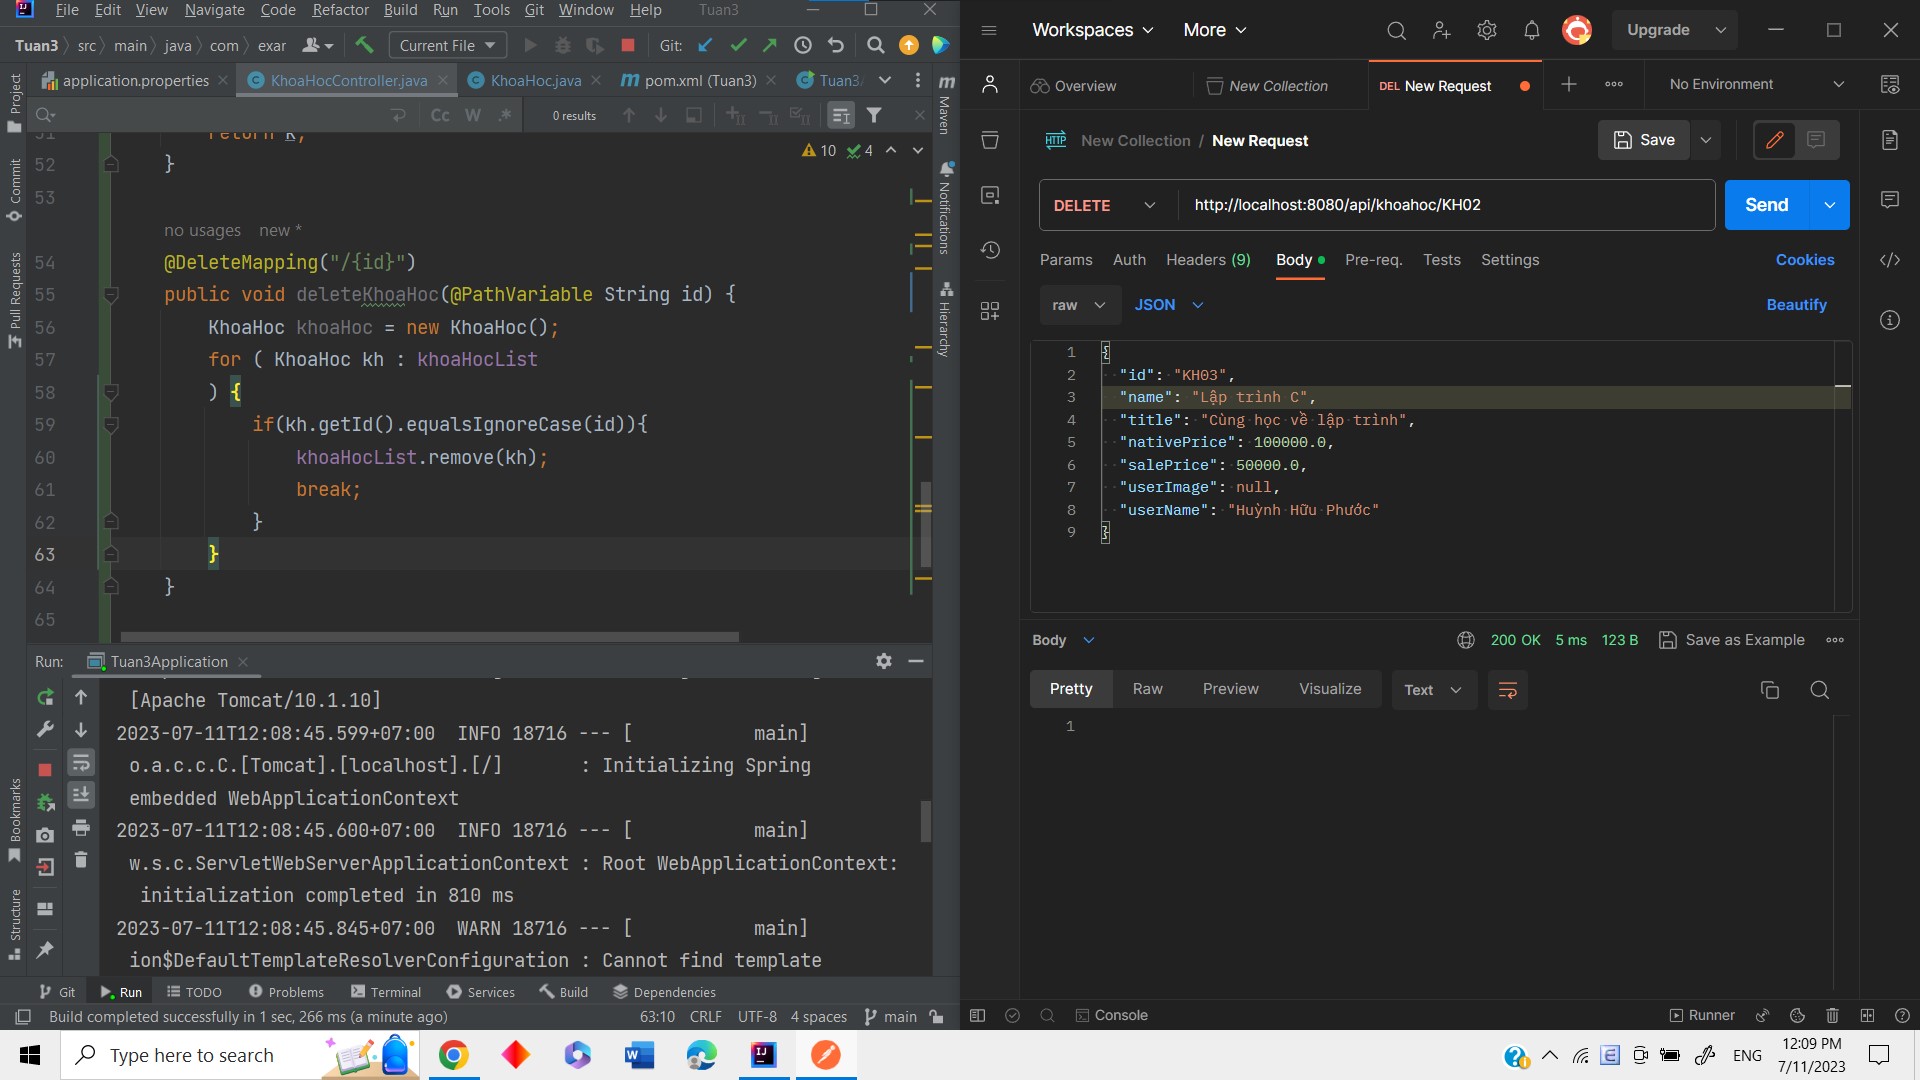 File Edit View Navigate Code Refactor Build Run Tools Git Window Help Tuan3
Tuan3 src main java com exar Current File Git:
application.properties KhoaHocController.java KhoaHoc.java pom.xml (Tuan3) Tuan3/
Cc W .* 0 results
52 }
10 4
53
no usages new *
54 @DeleteMapping("/{id}")
55 public void deleteKhoaHoc(@PathVariable String id) {
56 KhoaHoc khoaHoc = new KhoaHoc();
57 for ( KhoaHoc kh : khoaHocList
58 ) {
59 if(kh.getId().equalsIgnoreCase(id)){
60 khoaHocList.remove(kh);
61 break;
62 }
63 }
64 }
65
Project
Commit
Pull Requests
Bookmarks
Structure
Maven
Notifications
Hierarchy
Run: Tuan3Application
[Apache Tomcat/10.1.10]
2023-07-11T12:08:45.599+07:00 INFO 18716 --- [ main]
o.a.c.c.C.[Tomcat].[localhost].[/] : Initializing Spring
embedded WebApplicationContext
2023-07-11T12:08:45.600+07:00 INFO 18716 --- [ main]
w.s.c.ServletWebServerApplicationContext : Root WebApplicationContext:
initialization completed in 810 ms
2023-07-11T12:08:45.845+07:00 WARN 18716 --- [ main]
ion$DefaultTemplateResolverConfiguration : Cannot find template
Git Run TODO Problems Terminal Services Build Dependencies
Build completed successfully in 1 sec, 266 ms (a minute ago) 63:10 CRLF UTF-8 4 spaces main
Workspaces More Upgrade
Overview New Collection DEL New Request No Environment
HTTP New Collection / New Request Save
DELETE http://localhost:8080/api/khoahoc/KH02 Send
Params Auth Headers (9) Body Pre-req. Tests Settings Cookies
raw JSON Beautify
1 {
2 "id": "KH03",
3 "name": "Lập trình C",
4 "title": "Cùng học về lập trình",
5 "nativePrice": 100000.0,
6 "salePrice": 50000.0,
7 "userImage": null,
8 "userName": "Huỳnh Hữu Phước"
9 }
Body 200 OK 5 ms 123 B Save as Example
Pretty Raw Preview Visualize Text
1
Console Runner
Type here to search
ENG 12:09 PM
7/11/2023